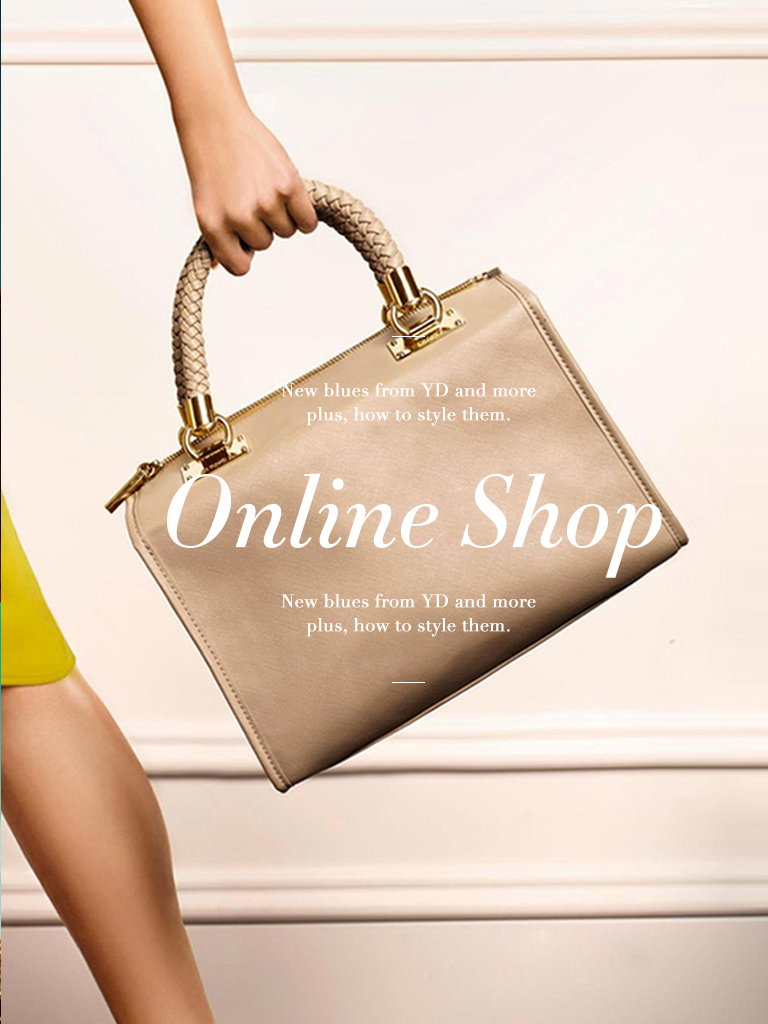 New blues from YD and more
plus, how to style them.
Online Shop
New blues from YD and more
plus, how to style them.